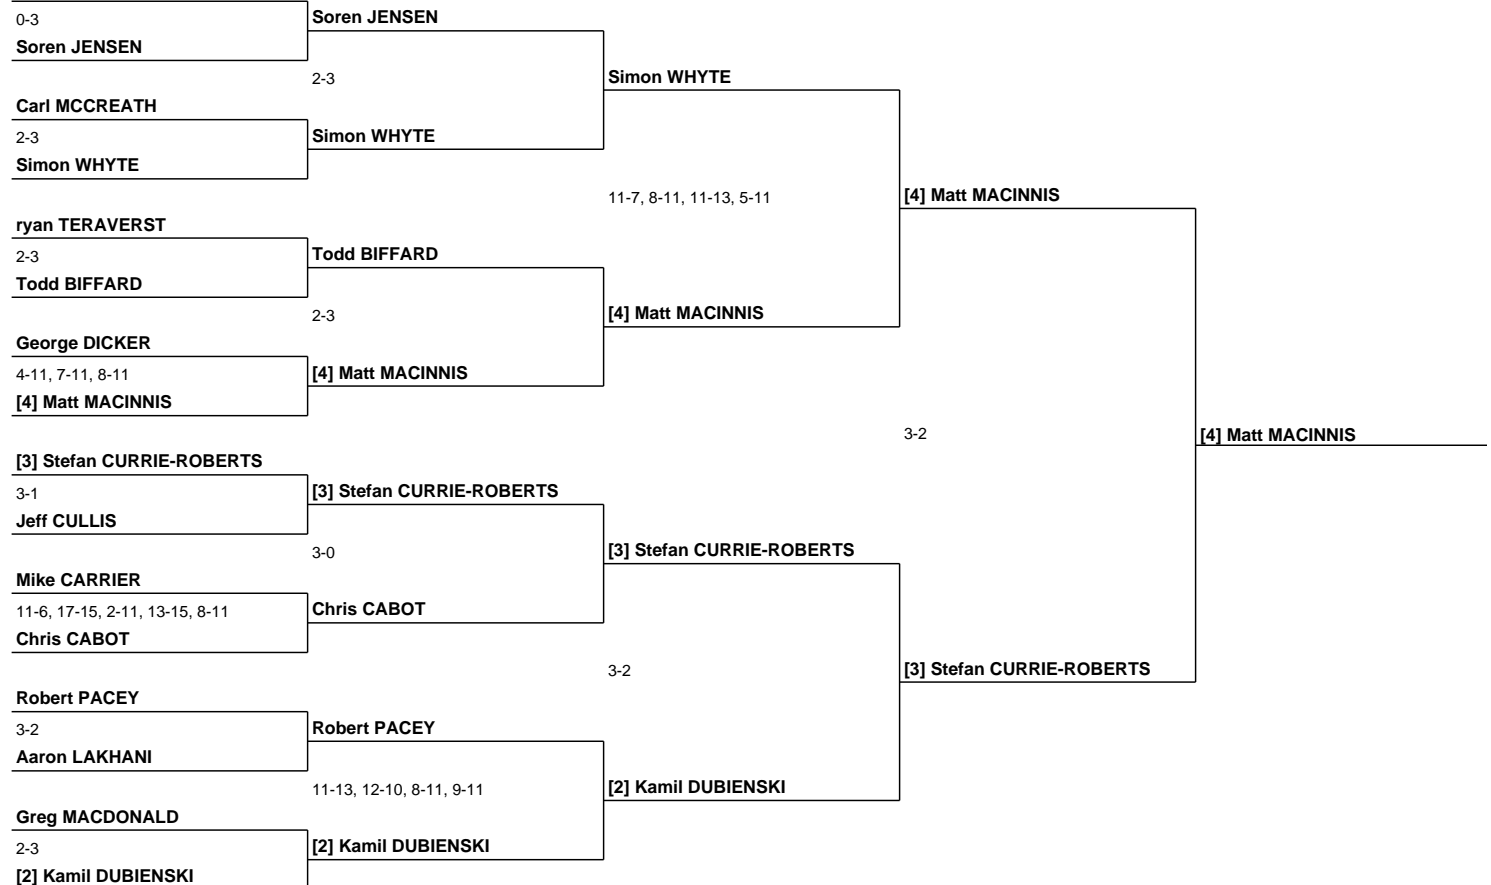 0-3
Soren JENSEN
Carl MCCREATH
2-3
Simon WHYTE
ryan TERAVERST
2-3
Todd BIFFARD
George DICKER
4-11, 7-11, 8-11
[4] Matt MACINNIS
[3] Stefan CURRIE-ROBERTS
3-1
Jeff CULLIS
Mike CARRIER
11-6, 17-15, 2-11, 13-15, 8-11
Chris CABOT
Robert PACEY
3-2
Aaron LAKHANI
Greg MACDONALD
2-3
[2] Kamil DUBIENSKI
Soren JENSEN
2-3
Simon WHYTE
Todd BIFFARD
2-3
[4] Matt MACINNIS
[3] Stefan CURRIE-ROBERTS
3-0
Chris CABOT
Robert PACEY
11-13, 12-10, 8-11, 9-11
[2] Kamil DUBIENSKI
Simon WHYTE
11-7, 8-11, 11-13, 5-11
[4] Matt MACINNIS
[3] Stefan CURRIE-ROBERTS
3-2
[2] Kamil DUBIENSKI
[4] Matt MACINNIS
3-2
[3] Stefan CURRIE-ROBERTS
[4] Matt MACINNIS